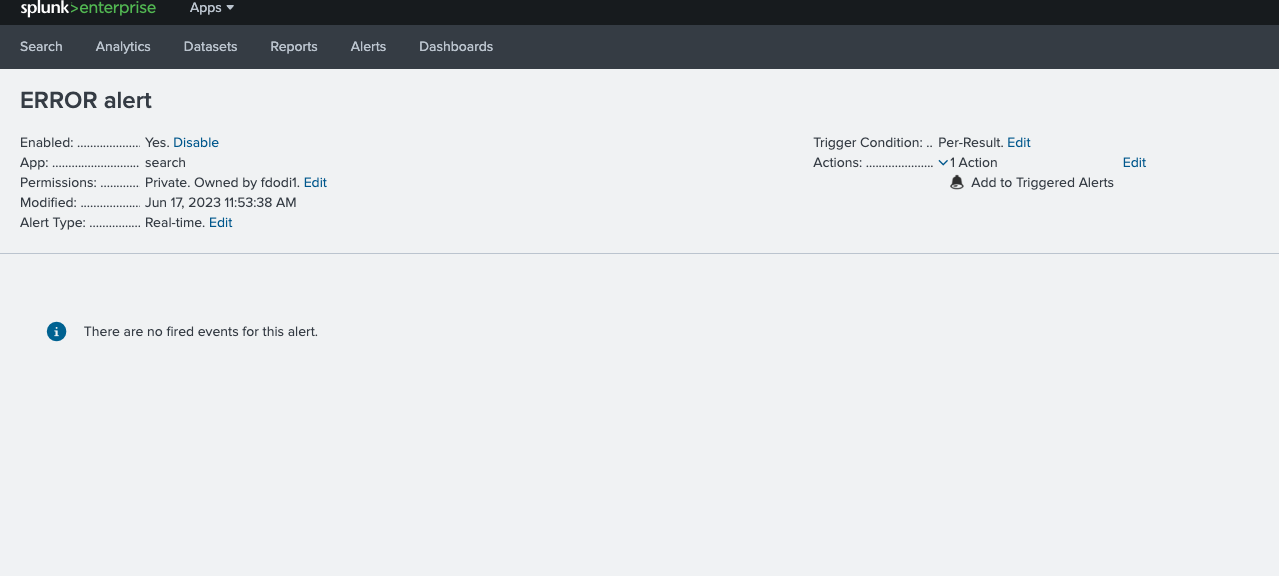 splunk>enterprise Apps
Search Analytics Datasets Reports Alerts Dashboards
ERROR alert
Enabled: ................... Yes. Disable
App: ........................... search
Permissions: ............ Private. Owned by fdodi1. Edit
Modified: .................. Jun 17, 2023 11:53:38 AM
Alert Type: ................ Real-time. Edit
Trigger Condition: .. Per-Result. Edit
Actions: ..................... 1 Action Edit
Add to Triggered Alerts
There are no fired events for this alert.